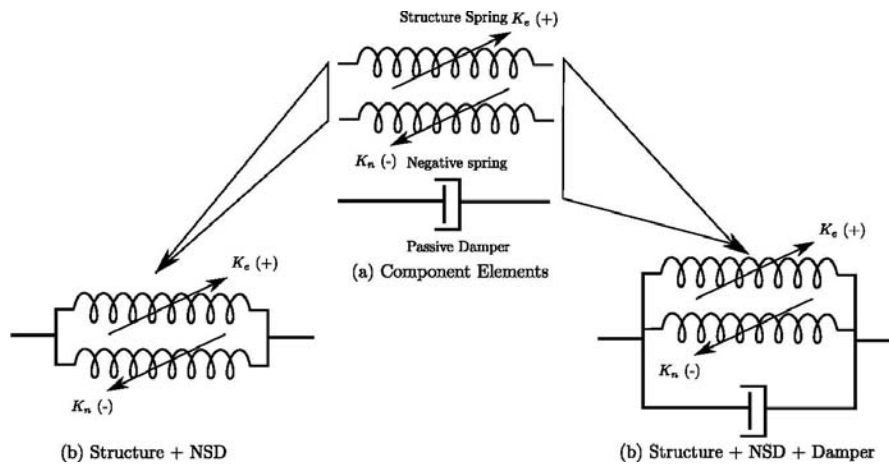 Structure Spring K_e (+)
K_n (-) Negative spring
Passive Damper
(a) Component Elements
K_e (+)
K_n (-)
(b) Structure + NSD
K_e (+)
K_n (-)
(b) Structure + NSD + Damper